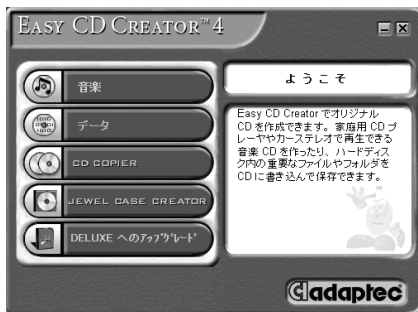 EASY CD CREATOR™ 4
音楽
データ
CD COPIER
JEWEL CASE CREATOR
DELUXE へのｱｯﾌﾟｸﾞﾚｰﾄﾞ
ようこそ
Easy CD Creator でオリジナル
CD を作成できます。家庭用 CD プ
レーヤやカーステレオで再生できる
音楽 CD を作ったり、ハードディス
ク内の重要なファイルやフォルダを
CD に書き込んで保存できます。
adaptec